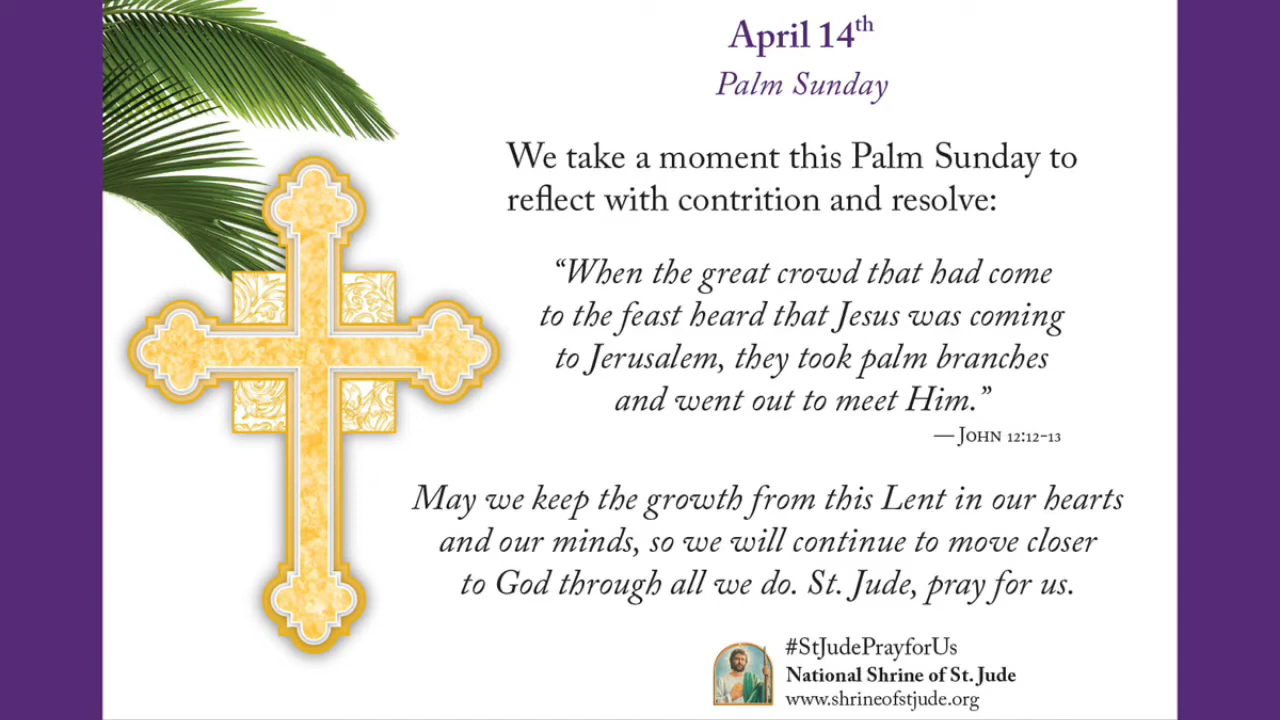 April 14th
Palm Sunday
We take a moment this Palm Sunday to
reflect with contrition and resolve:
“When the great crowd that had come
to the feast heard that Jesus was coming
to Jerusalem, they took palm branches
and went out to meet Him.”
— John 12:12–13
May we keep the growth from this Lent in our hearts
and our minds, so we will continue to move closer
to God through all we do. St. Jude, pray for us.
#StJudePrayforUs
National Shrine of St. Jude
www.shrineofstjude.org